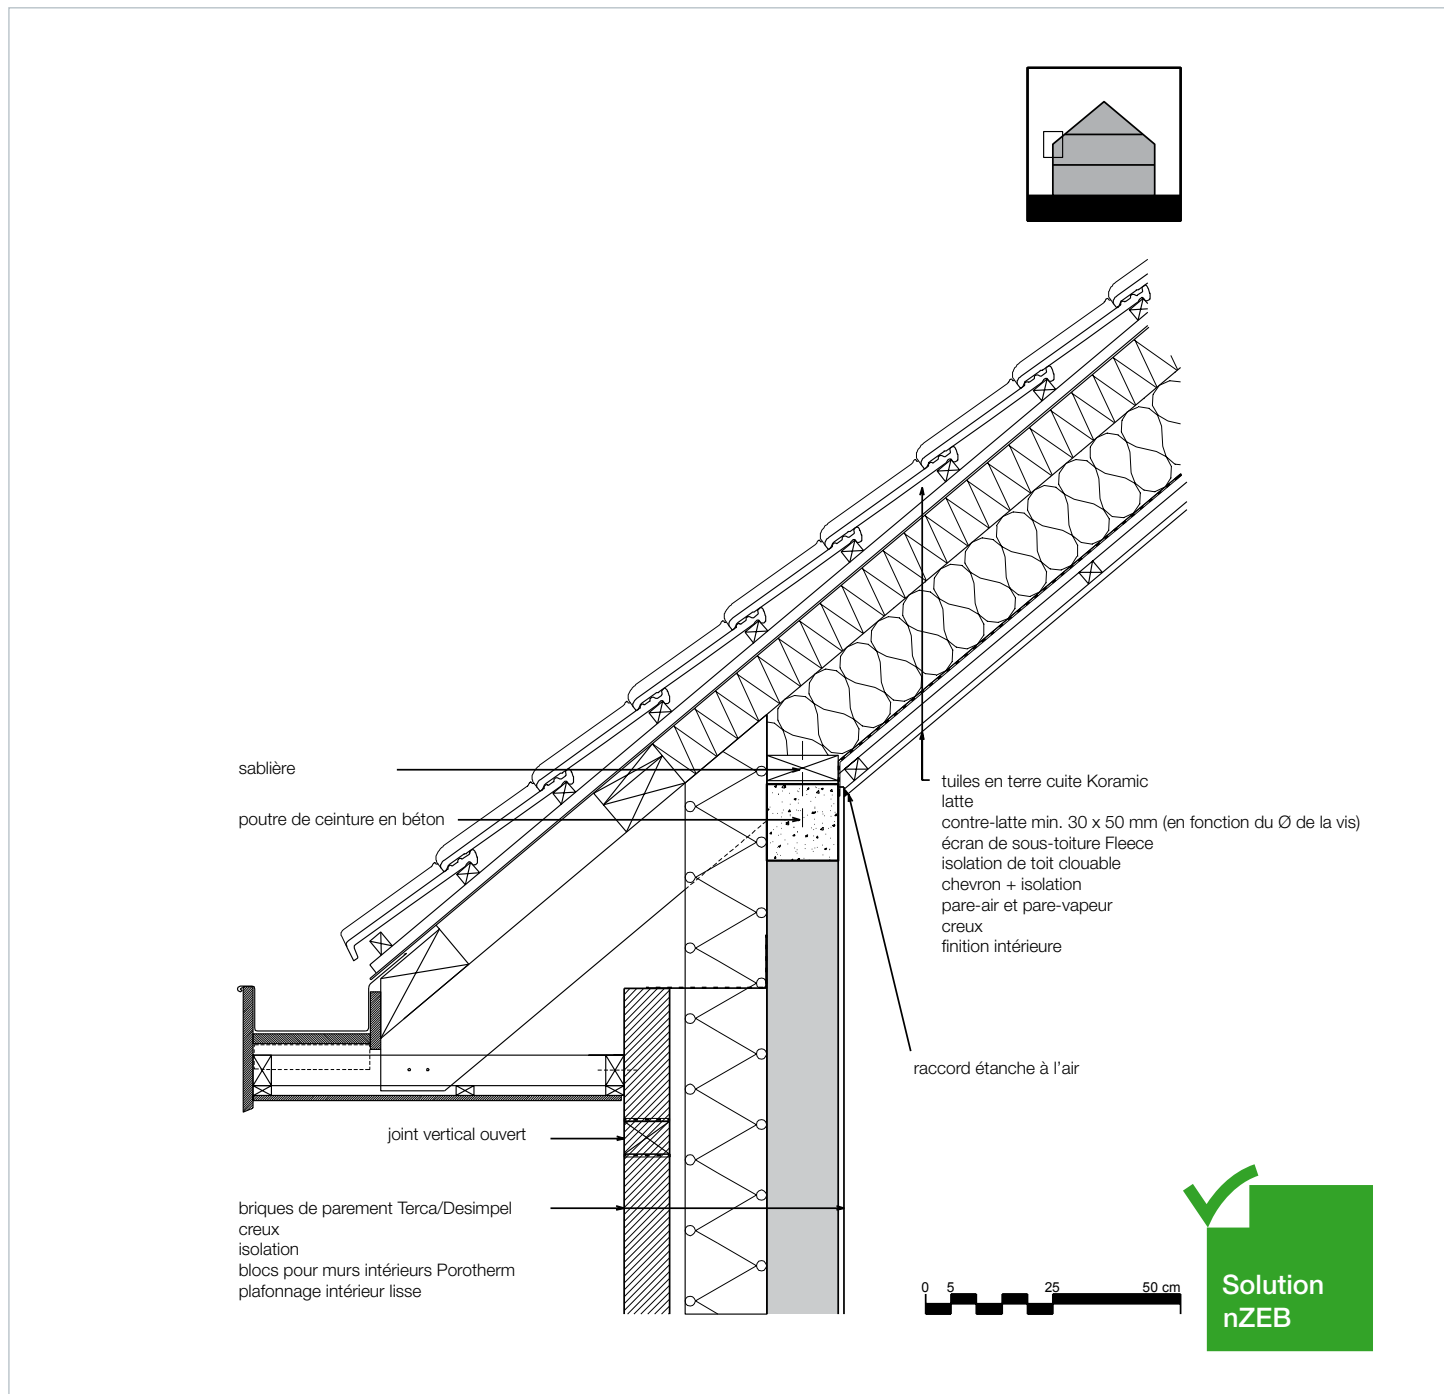 sablière
poutre de ceinture en béton
tuiles en terre cuite Koramic
latte
contre-latte min. 30 x 50 mm (en fonction du Ø de la vis)
écran de sous-toiture Fleece
isolation de toit clouable
chevron + isolation
pare-air et pare-vapeur
creux
finition intérieure
raccord étanche à l'air
joint vertical ouvert
briques de parement Terca/Desimpel
creux
isolation
blocs pour murs intérieurs Porotherm
plafonnage intérieur lisse
0 5 25 50 cm
Solution
nZEB